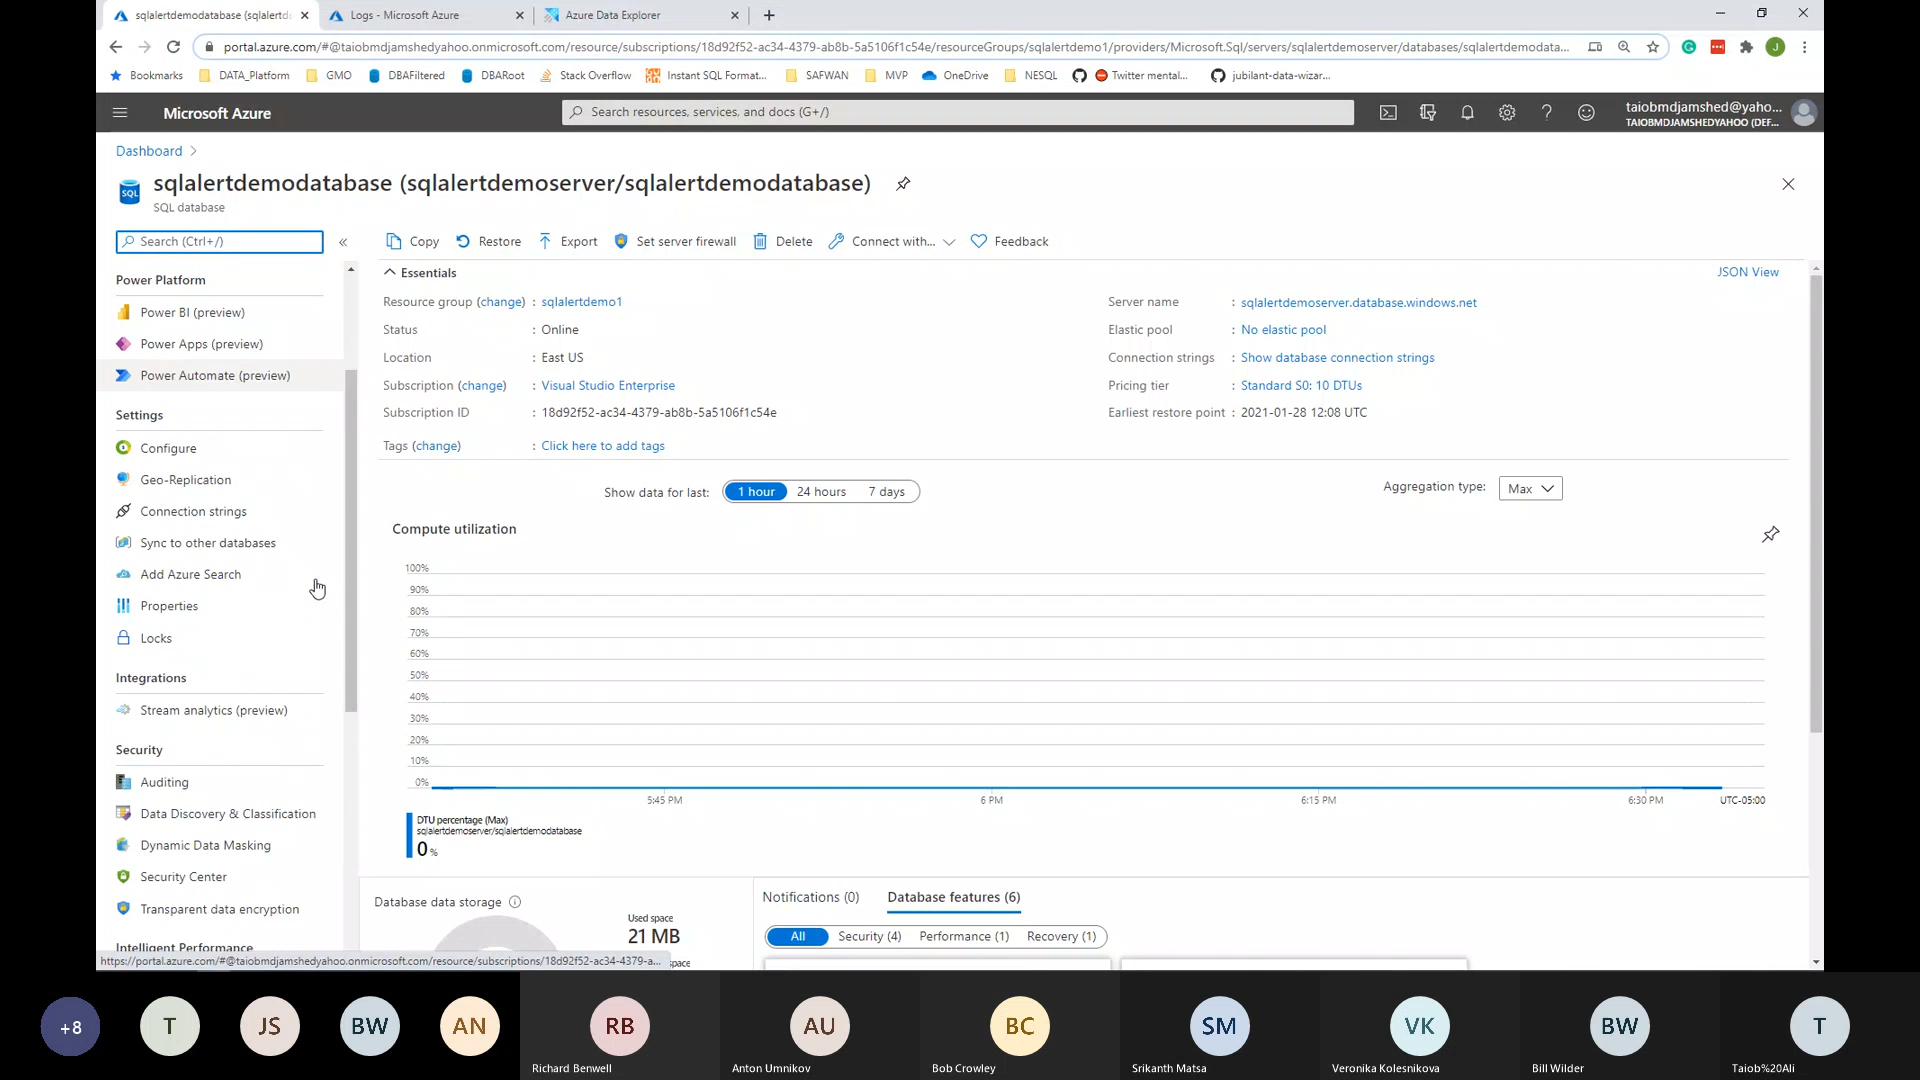 sqlalertdemodatabase (sqlalertd
Logs - Microsoft Azure
Azure Data Explorer
portal.azure.com/#@taiobmdjamshedyahoo.onmicrosoft.com/resource/subscriptions/18d92f52-ac34-4379-ab8b-5a5106f1c54e/resourceGroups/sqlalertdemo1/providers/Microsoft.Sql/servers/sqlalertdemoserver/databases/sqlalertdemodata...
J
Bookmarks
DATA_Platform
GMO
DBAFiltered
DBARoot
Stack Overflow
Instant SQL Format...
SAFWAN
MVP
OneDrive
NESQL
Twitter mental...
jubilant-data-wizar...
Microsoft Azure
Search resources, services, and docs (G+/)
taiobmdjamshed@yaho...
TAIOBMDJAMSHEDYAHOO (DEF...
Dashboard
SQL
sqlalertdemodatabase (sqlalertdemoserver/sqlalertdemodatabase)
SQL database
Search (Ctrl+/)
Copy
Restore
Export
Set server firewall
Delete
Connect with...
Feedback
Power Platform
Power BI (preview)
Power Apps (preview)
Power Automate (preview)
Settings
Configure
Geo-Replication
Connection strings
Sync to other databases
Add Azure Search
Properties
Locks
Integrations
Stream analytics (preview)
Security
Auditing
Data Discovery & Classification
Dynamic Data Masking
Security Center
Transparent data encryption
Intelligent Performance
Essentials
JSON View
Resource group (change) : sqlalertdemo1
Status : Online
Location : East US
Subscription (change) : Visual Studio Enterprise
Subscription ID : 18d92f52-ac34-4379-ab8b-5a5106f1c54e
Tags (change) : Click here to add tags
Server name : sqlalertdemoserver.database.windows.net
Elastic pool : No elastic pool
Connection strings : Show database connection strings
Pricing tier : Standard S0: 10 DTUs
Earliest restore point : 2021-01-28 12:08 UTC
Show data for last: 1 hour 24 hours 7 days
Aggregation type: Max
Compute utilization
100%
90%
80%
70%
60%
50%
40%
30%
20%
10%
0%
5:45 PM
6 PM
6:15 PM
6:30 PM
UTC-05:00
DTU percentage (Max)
sqlalertdemoserver/sqlalertdemodatabase
0 %
Database data storage
Used space
21 MB
space
Notifications (0)
Database features (6)
All
Security (4)
Performance (1)
Recovery (1)
https://portal.azure.com/#@taiobmdjamshedyahoo.onmicrosoft.com/resource/subscriptions/18d92f52-ac34-4379-a...
+8
T
JS
BW
AN
RB
Richard Benwell
AU
Anton Umnikov
BC
Bob Crowley
SM
Srikanth Matsa
VK
Veronika Kolesnikova
BW
Bill Wilder
T
Taiob%20Ali